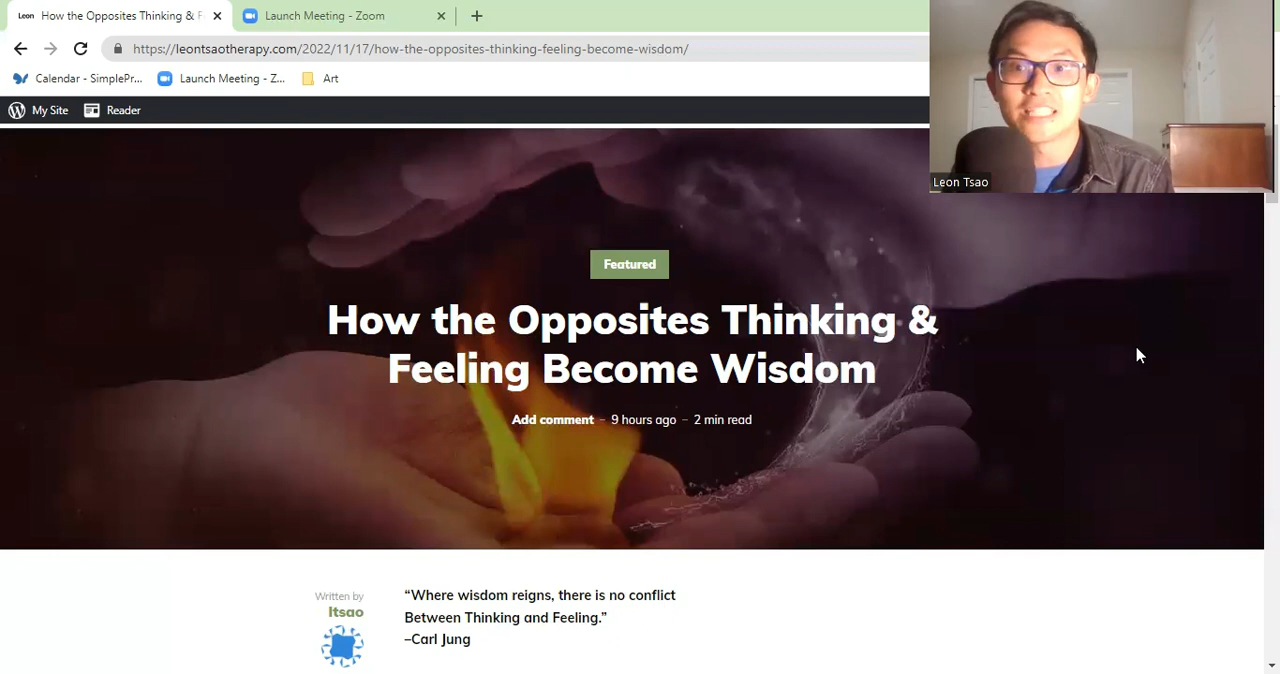 Leon How the Opposites Thinking & F
Launch Meeting - Zoom
https://leontsaotherapy.com/2022/11/17/how-the-opposites-thinking-feeling-become-wisdom/
Calendar - SimplePr...
Launch Meeting - Z...
Art
My Site
Reader
Leon Tsao
Featured
How the Opposites Thinking &
Feeling Become Wisdom
Add comment – 9 hours ago – 2 min read
Written by
ltsao
“Where wisdom reigns, there is no conflict
Between Thinking and Feeling.”
–Carl Jung